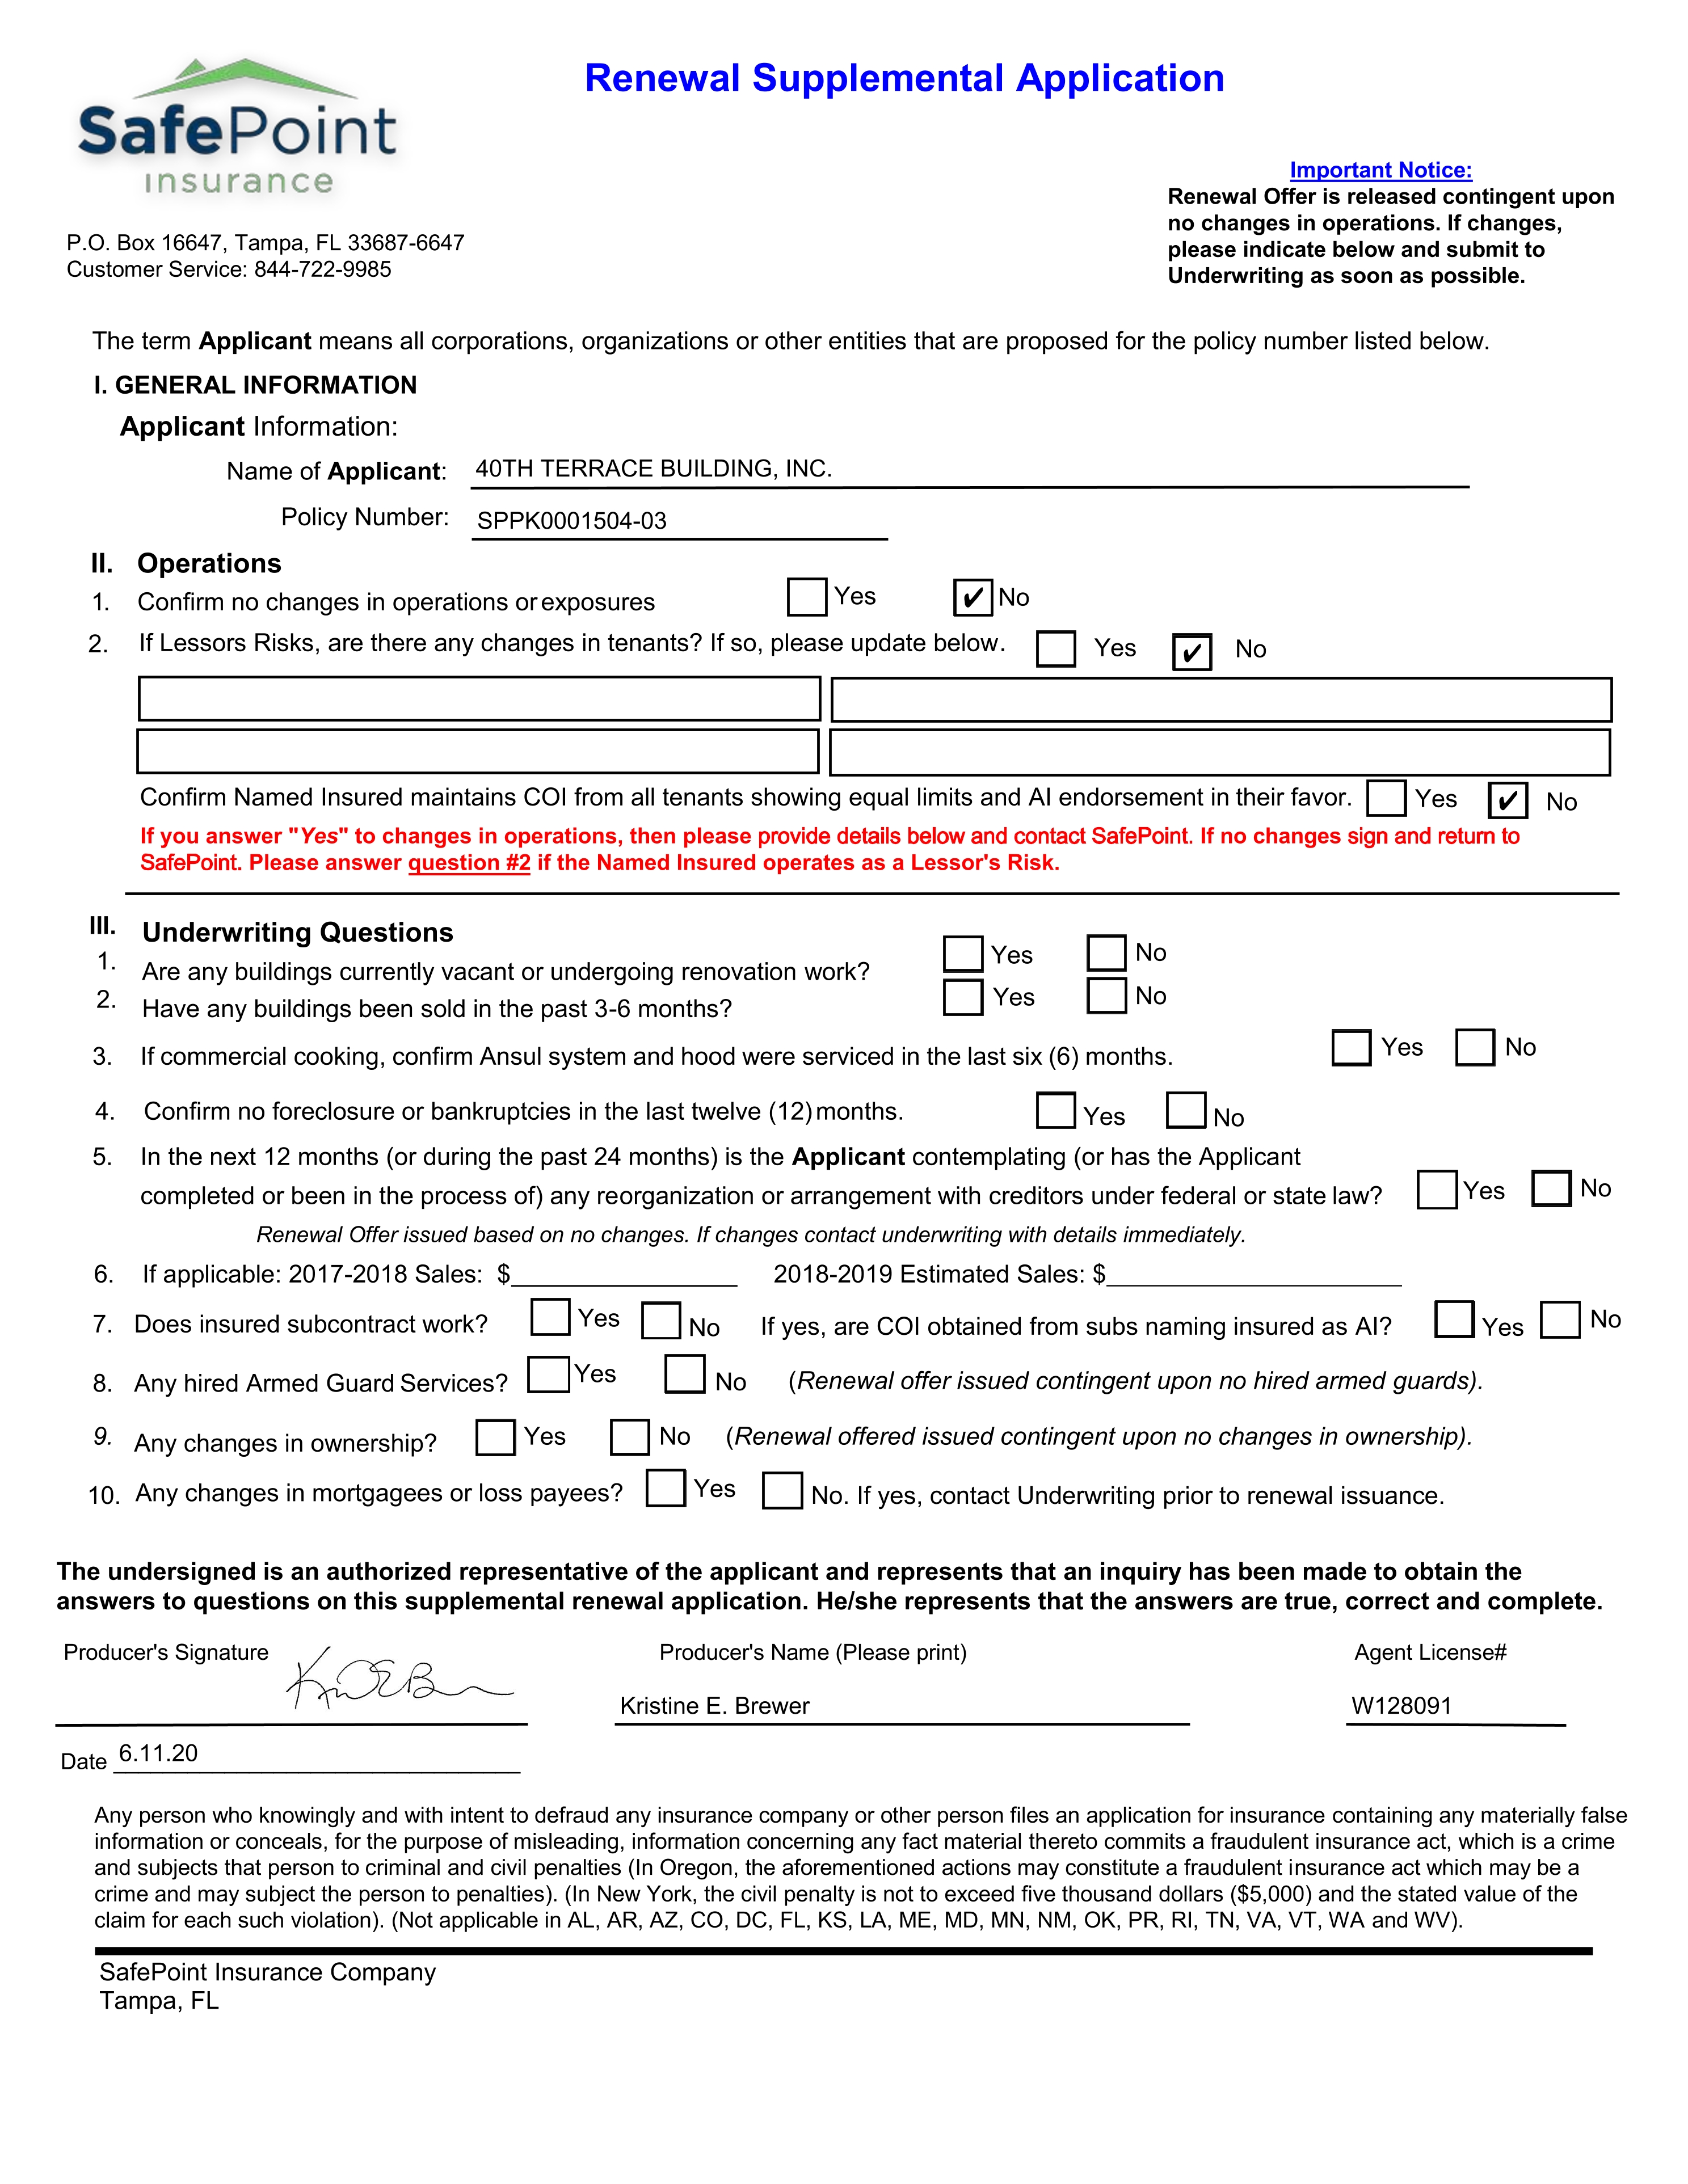 SafePoint
insurance
Renewal Supplemental Application
Important Notice:
Renewal Offer is released contingent upon
no changes in operations. If changes,
please indicate below and submit to
Underwriting as soon as possible.
P.O. Box 16647, Tampa, FL 33687-6647
Customer Service: 844-722-9985
The term Applicant means all corporations, organizations or other entities that are proposed for the policy number listed below.
I. GENERAL INFORMATION
Applicant Information:
Name of Applicant: 40TH TERRACE BUILDING, INC.
Policy Number: SPPK0001504-03
II. Operations
1. Confirm no changes in operations or exposures Yes ✔ No
2. If Lessors Risks, are there any changes in tenants? If so, please update below. Yes ✔ No
Confirm Named Insured maintains COI from all tenants showing equal limits and AI endorsement in their favor. Yes ✔ No
If you answer "Yes" to changes in operations, then please provide details below and contact SafePoint. If no changes sign and return to
SafePoint. Please answer question #2 if the Named Insured operates as a Lessor's Risk.
III. Underwriting Questions
1. Are any buildings currently vacant or undergoing renovation work? Yes No
2. Have any buildings been sold in the past 3-6 months? Yes No
3. If commercial cooking, confirm Ansul system and hood were serviced in the last six (6) months. Yes No
4. Confirm no foreclosure or bankruptcies in the last twelve (12) months. Yes No
5. In the next 12 months (or during the past 24 months) is the Applicant contemplating (or has the Applicant
completed or been in the process of) any reorganization or arrangement with creditors under federal or state law? Yes No
Renewal Offer issued based on no changes. If changes contact underwriting with details immediately.
6. If applicable: 2017-2018 Sales: $ 2018-2019 Estimated Sales: $
7. Does insured subcontract work? Yes No If yes, are COI obtained from subs naming insured as AI? Yes No
8. Any hired Armed Guard Services? Yes No (Renewal offer issued contingent upon no hired armed guards).
9. Any changes in ownership? Yes No (Renewal offered issued contingent upon no changes in ownership).
10. Any changes in mortgagees or loss payees? Yes No. If yes, contact Underwriting prior to renewal issuance.
The undersigned is an authorized representative of the applicant and represents that an inquiry has been made to obtain the
answers to questions on this supplemental renewal application. He/she represents that the answers are true, correct and complete.
Producer's Signature Producer's Name (Please print) Agent License#
Kristine E. Brewer W128091
Date 6.11.20
Any person who knowingly and with intent to defraud any insurance company or other person files an application for insurance containing any materially false
information or conceals, for the purpose of misleading, information concerning any fact material thereto commits a fraudulent insurance act, which is a crime
and subjects that person to criminal and civil penalties (In Oregon, the aforementioned actions may constitute a fraudulent insurance act which may be a
crime and may subject the person to penalties). (In New York, the civil penalty is not to exceed five thousand dollars ($5,000) and the stated value of the
claim for each such violation). (Not applicable in AL, AR, AZ, CO, DC, FL, KS, LA, ME, MD, MN, NM, OK, PR, RI, TN, VA, VT, WA and WV).
SafePoint Insurance Company
Tampa, FL